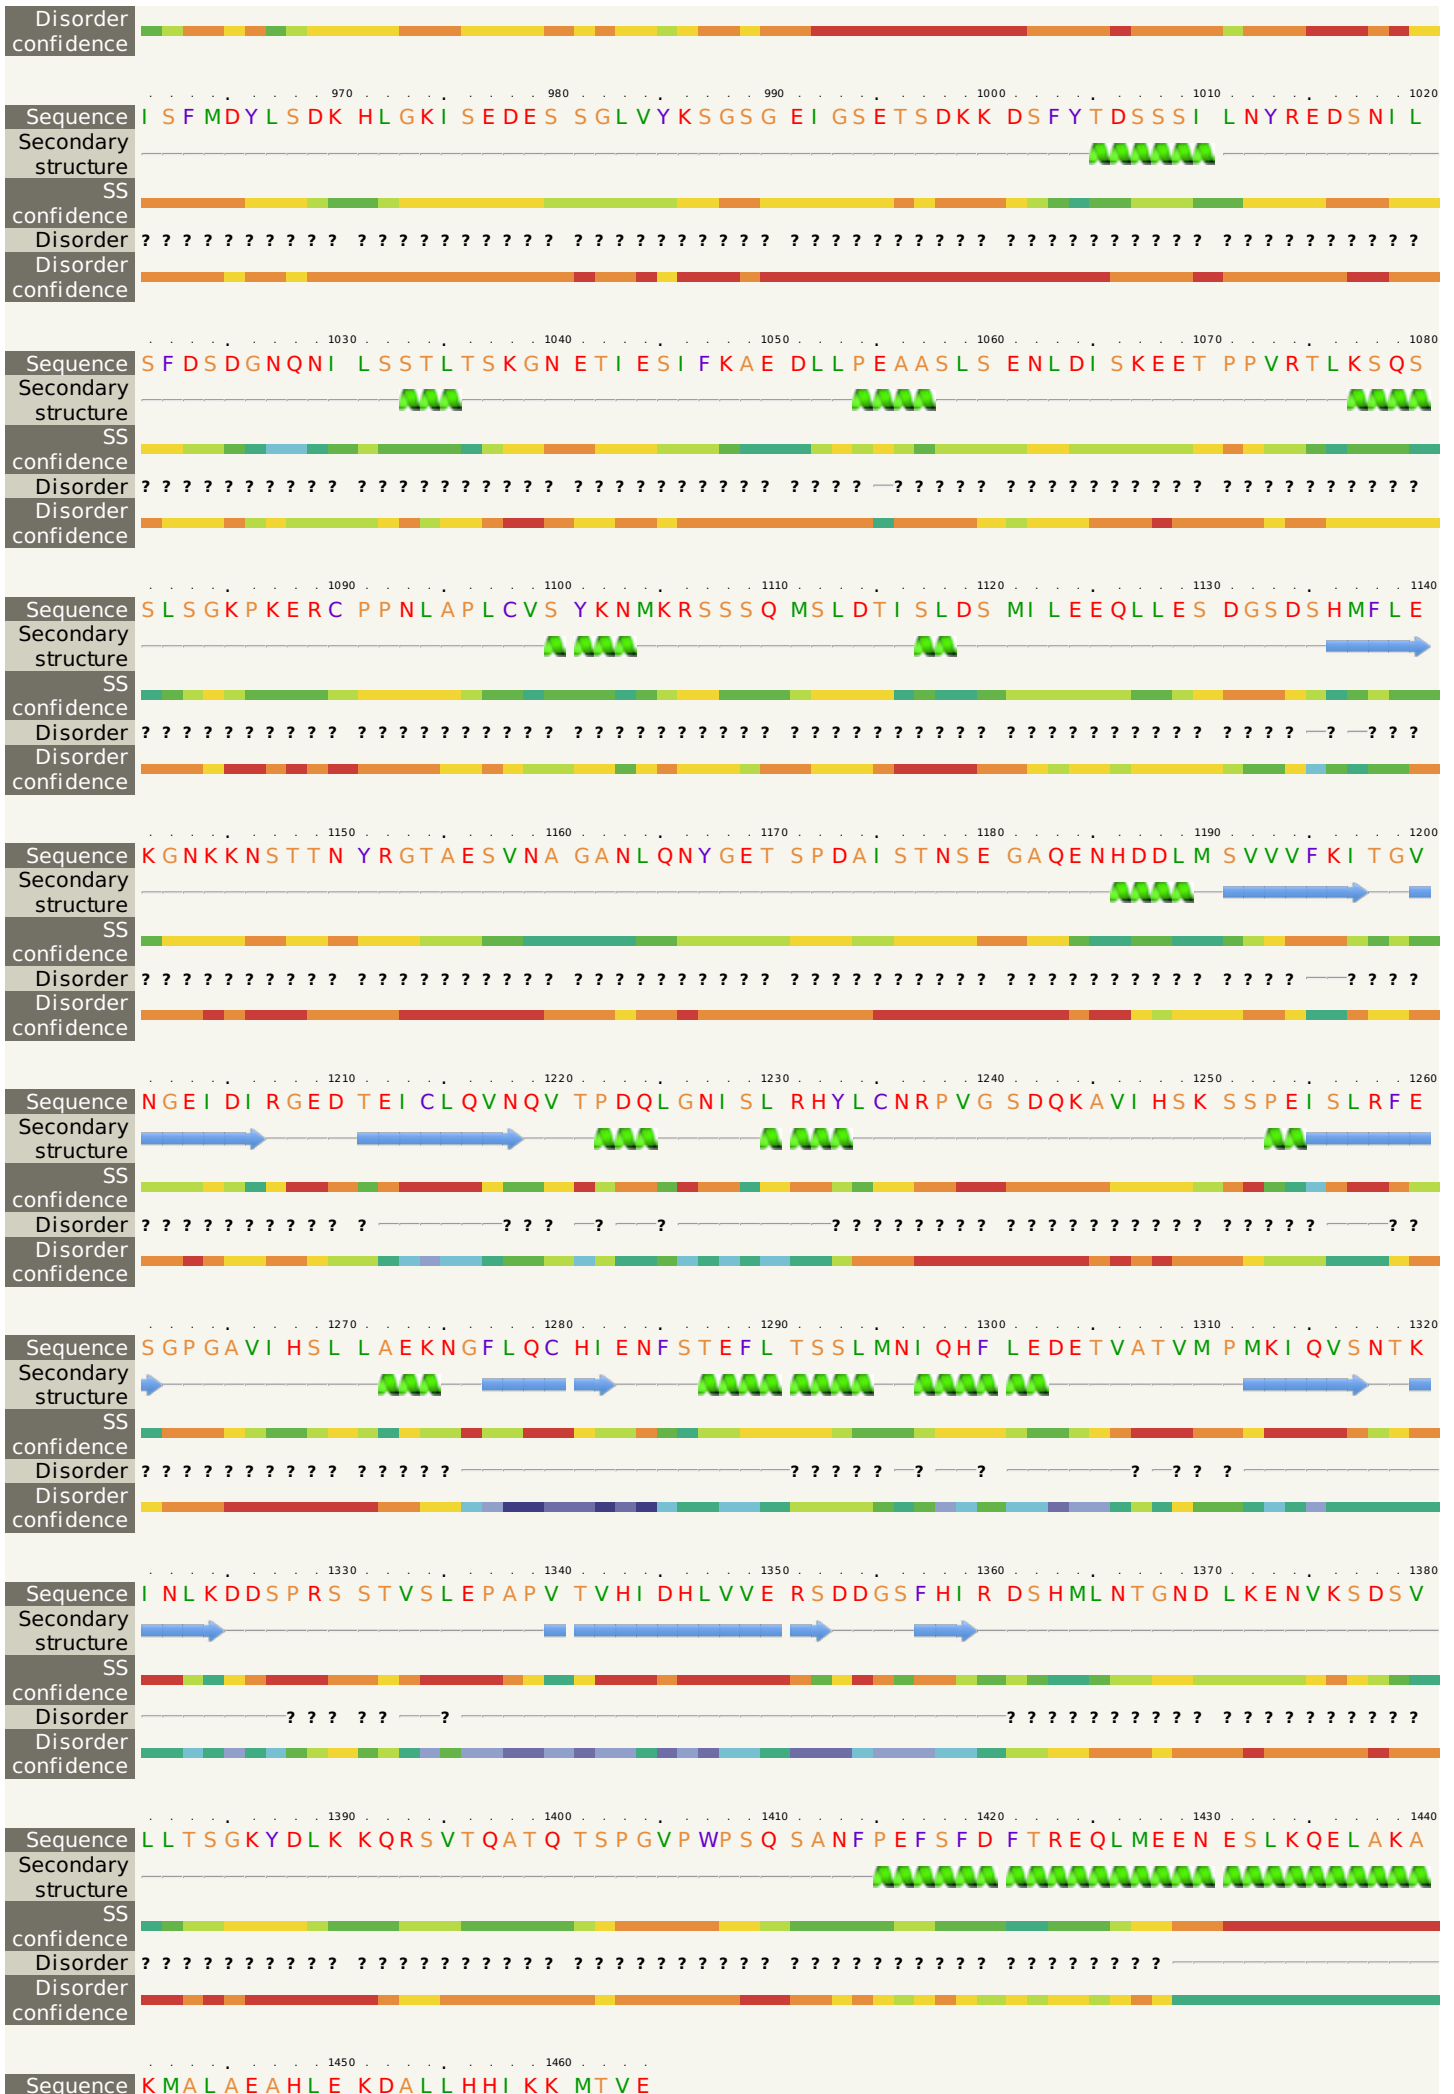 Disorder
confidence
970 980 990 1000 1010 1020
Sequence ISFMDYLSDK HLGKISEDES SGLVYKSGSG EIGSETSDKK DSFYTDSSSI LNYREDSNIL
Secondary
structure
SS
confidence
Disorder ?????????? ?????????? ?????????? ?????????? ?????????? ??????????
Disorder
confidence
1030 1040 1050 1060 1070 1080
Sequence SFDSDGNQNI LSSTLTSKGN ETIESIFKAE DLLPEAASLS ENLDISKEET PPVRTLKSQS
Secondary
structure
SS
confidence
Disorder ?????????? ?????????? ?????????? ???? ????? ?????????? ??????????
Disorder
confidence
1090 1100 1110 1120 1130 1140
Sequence SLSGKPKERC PPNLAPLCVS YKNMKRSSSQ MSLDTISLDS MILEEQLLES DGSDSHMFLE
Secondary
structure
SS
confidence
Disorder ?????????? ?????????? ?????????? ?????????? ?????????? ???? ? ???
Disorder
confidence
1150 1160 1170 1180 1190 1200
Sequence KGNKKNSTTN YRGTAESVNA GANLQNYGET SPDAISTNSE GAQENHDDLM SVVVFKITGV
Secondary
structure
SS
confidence
Disorder ?????????? ?????????? ?????????? ?????????? ?????????? ???? ????
Disorder
confidence
1210 1220 1230 1240 1250 1260
Sequence NGEIDIRGED TEICLQVNQV TPDQLGNISL RHYLCNRPVG SDQKAVIHSK SSPEISLRFE
Secondary
structure
SS
confidence
Disorder ?????????? ? ??? ? ? ???????? ?????????? ????? ??
Disorder
confidence
1270 1280 1290 1300 1310 1320
Sequence SGPGAVIHSL LAEKNGFLQC HIENFSTEFL TSSLMNIQHF LEDETVATVM PMKIQVSNTK
Secondary
structure
SS
confidence
Disorder ?????????? ????? ????? ? ? ? ?? ?
Disorder
confidence
1330 1340 1350 1360 1370 1380
Sequence INLKDDSPRS STVSLEPAPV TVHIDHLVVE RSDDGSFHIR DSHMLNTGND LKENVKSDSV
Secondary
structure
SS
confidence
Disorder ??? ?? ? ?????????? ??????????
Disorder
confidence
1390 1400 1410 1420 1430 1440
Sequence LLTSGKYDLK KQRSVTQATQ TSPGVPWPSQ SANFPEFSFD FTREQLMEEN ESLKQELAKA
Secondary
structure
SS
confidence
Disorder ?????????? ?????????? ?????????? ?????????? ????????
Disorder
confidence
1450 1460
Sequence KMALAEAHLE KDALLHHIKK MTVE